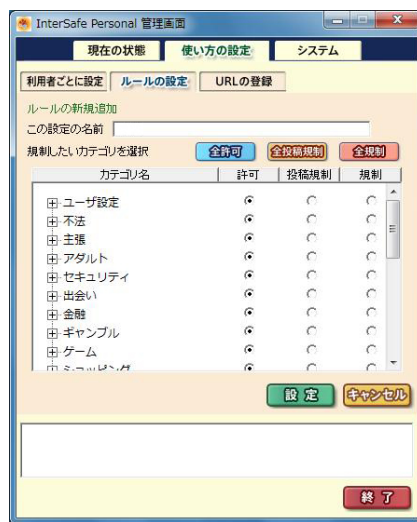 InterSafe Personal 管理画面
現在の状態 使い方の設定 システム
利用者ごとに設定 ルールの設定 URLの登録
ルールの新規追加
この設定の名前
規制したいカテゴリを選択 全許可 全投稿規制 全規制
カテゴリ名 許可 投稿規制 規制
ユーザ設定
不法
主張
アダルト
セキュリティ
出会い
金融
ギャンブル
ゲーム
ショッピング
設定 キャンセル
終了